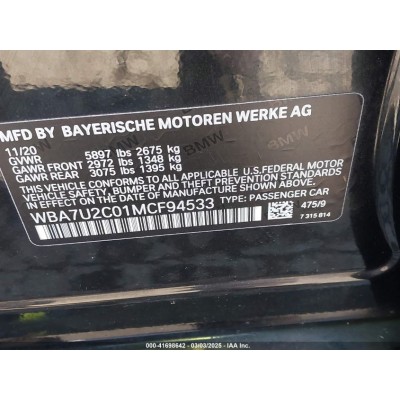 MFD BY BAYERISCHE MOTOREN WERKE AG
11/20
GVWR 5897 lbs 2675 kg
GAWR FRONT 2972 lbs 1348 kg
GAWR REAR 3075 lbs 1395 kg
THIS VEHICLE CONFORMS TO ALL APPLICABLE U.S. FEDERAL MOTOR
VEHICLE SAFETY, BUMPER, AND THEFT PREVENTION STANDARDS
IN EFFECT ON THE DATE OF MANUFACTURE SHOWN ABOVE.
WBA7U2C01MCF94533 TYPE: PASSENGER CAR
475/9
7 315 814
BMW
BMW
000-41698642 - 03/03/2025 - IAA Inc.